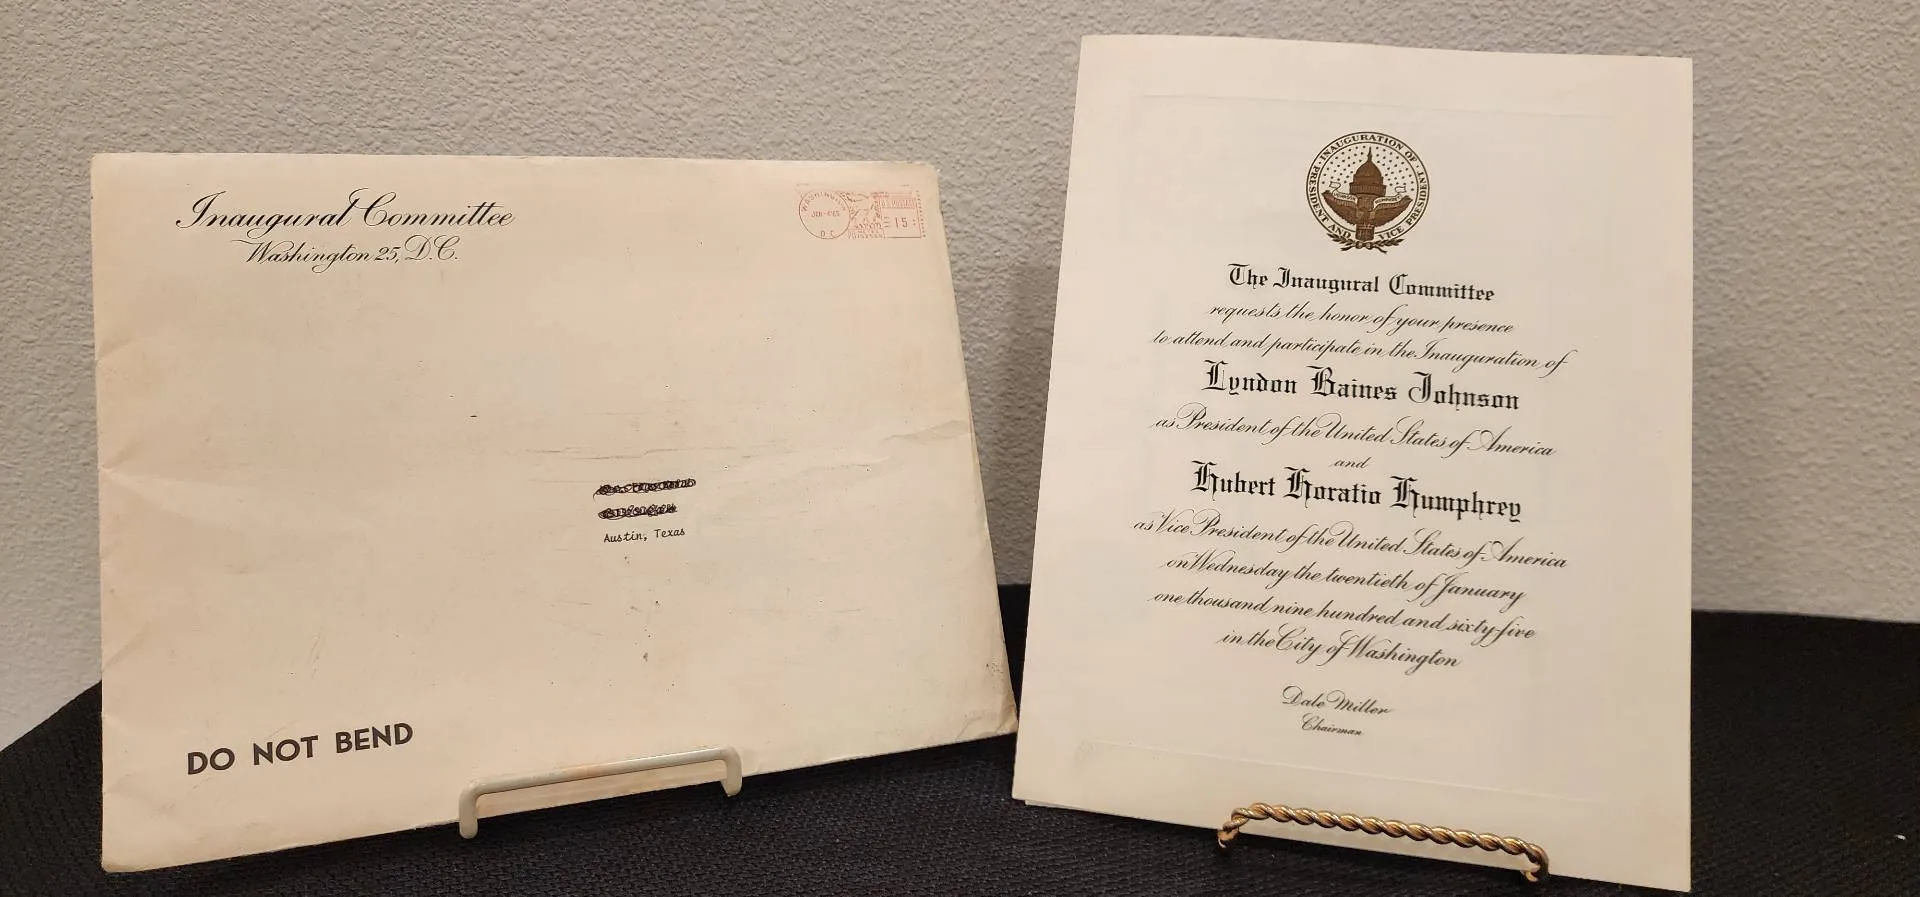 Inaugural Committee
Washington 25, D.C.
WASHINGTON
D.C.
15
Austin, Texas
DO NOT BEND
INAUGURATION OF PRESIDENT AND VICE PRESIDENT
The Inaugural Committee
requests the honor of your presence
to attend and participate in the Inauguration of
Lyndon Baines Johnson
as President of the United States of America
and
Hubert Horatio Humphrey
as Vice President of the United States of America
on Wednesday the twentieth of January
one thousand nine hundred and sixty-five
in the City of Washington
Dale Miller
Chairman